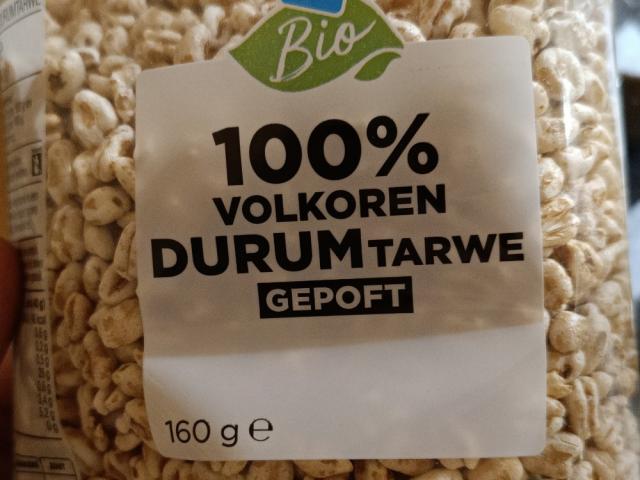 Bio
100%
VOLKOREN
DURUM TARWE
GEPOFT
160 g e